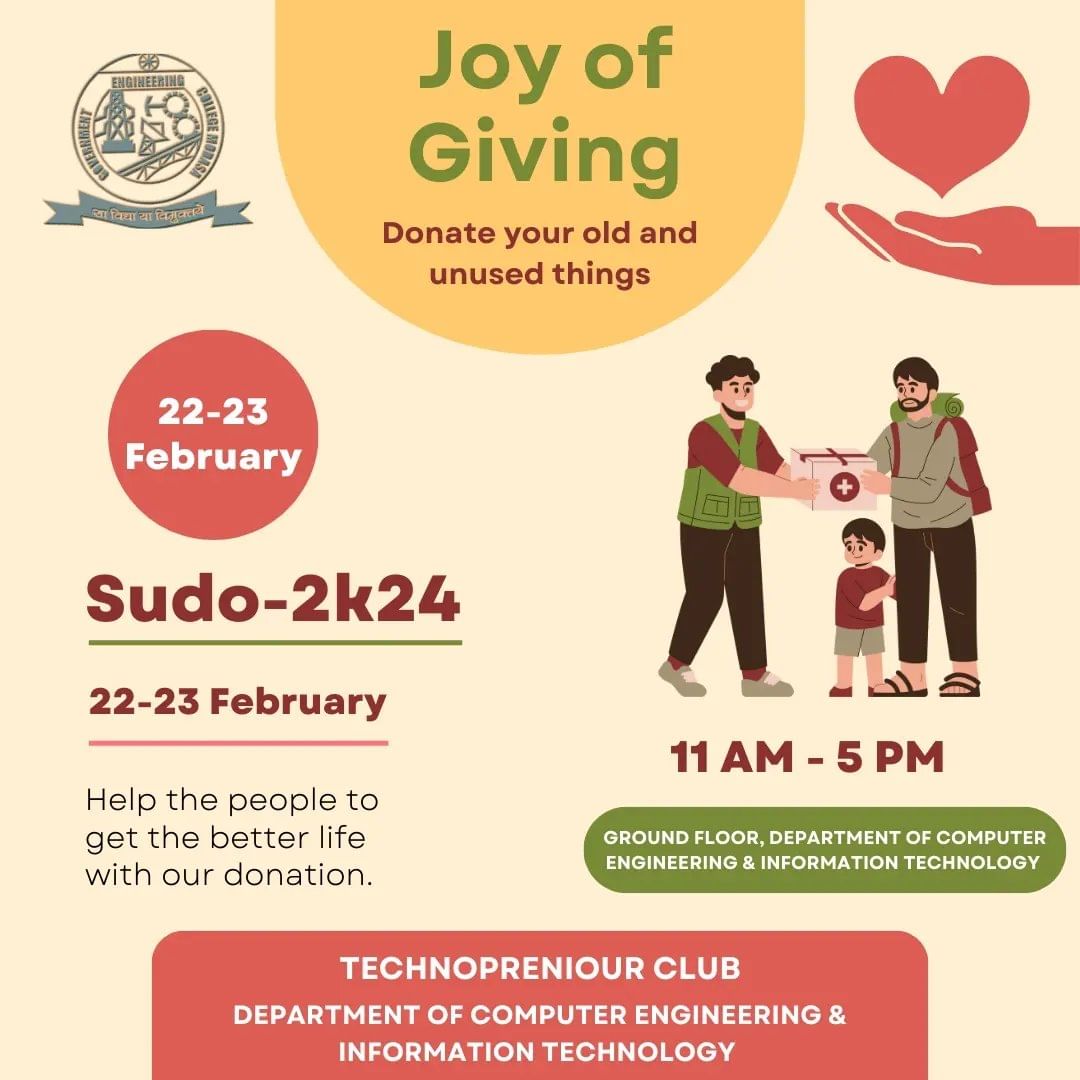 GOVERNMENT ENGINEERING COLLEGE MODASA
सा विद्या या विमुक्तये
Joy of
Giving
Donate your old and
unused things
22-23
February
Sudo-2k24
22-23 February
Help the people to
get the better life
with our donation.
11 AM - 5 PM
GROUND FLOOR, DEPARTMENT OF COMPUTER
ENGINEERING & INFORMATION TECHNOLOGY
TECHNOPRENIOUR CLUB
DEPARTMENT OF COMPUTER ENGINEERING &
INFORMATION TECHNOLOGY